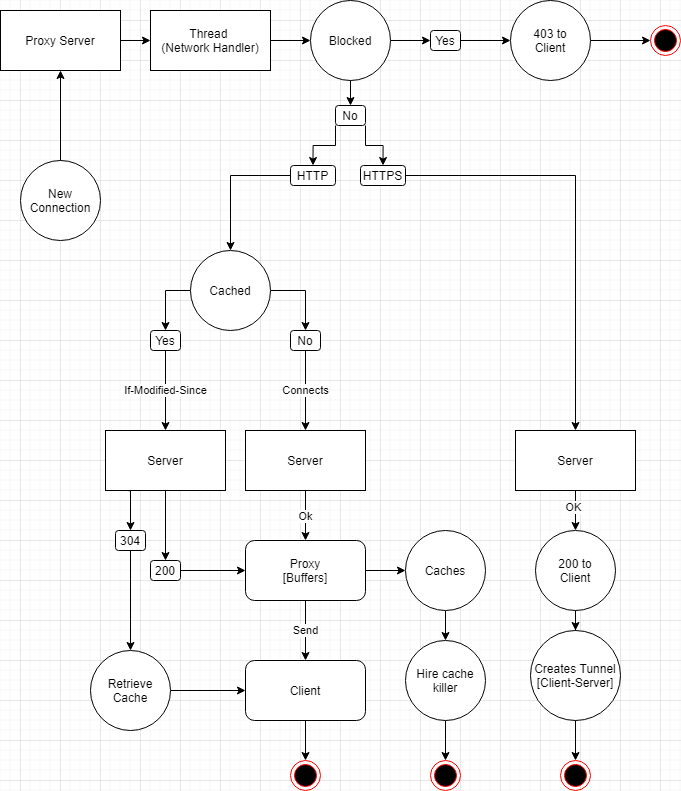 Proxy Server
Thread
(Network Handler)
Blocked
Yes
403 to
Client
No
HTTP
HTTPS
New
Connection
Cached
Yes
No
If-Modified-Since
Connects
Server
Server
Server
Ok
OK
304
200
Proxy
[Buffers]
Caches
200 to
Client
Send
Retrieve
Cache
Client
Hire cache
killer
Creates Tunnel
[Client-Server]